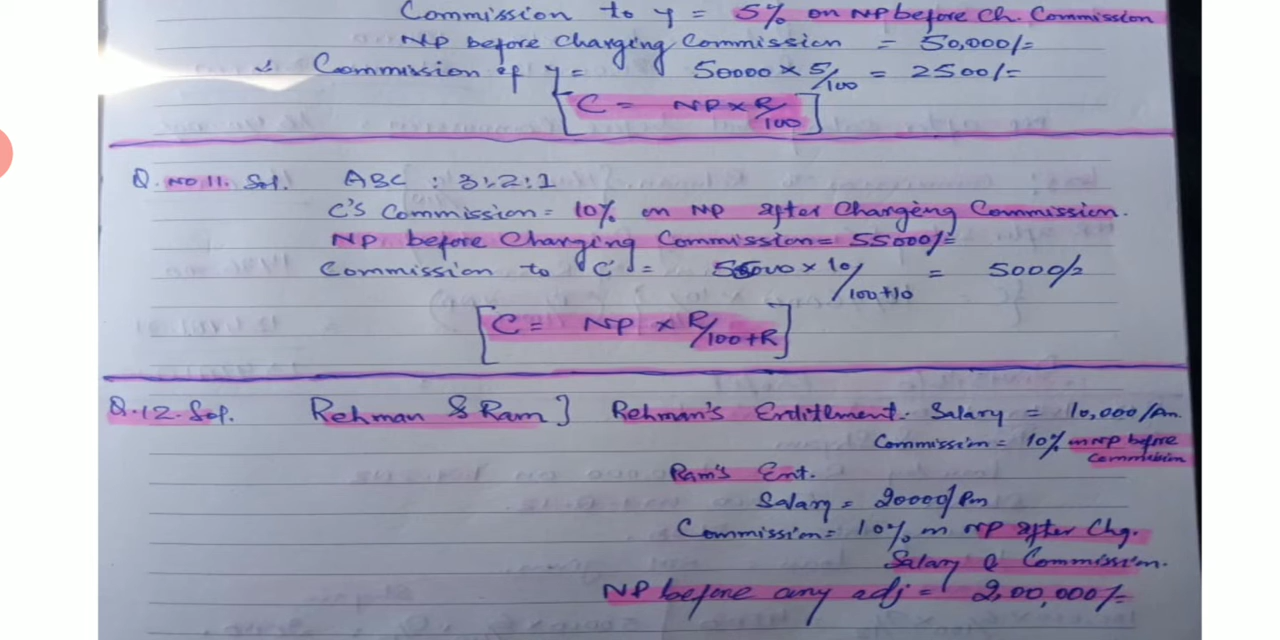 Commission to Y = 5% on NP before Ch. Commission
NP before Charging Commission = 50,000/=
∴ Commission of Y = 50000 × 5/100 = 2500/=
[C = NP × R/100]
Q. No 11. Sol. ABC : 3:2:1
C's Commission = 10% on NP after Charging Commission.
NP before Charging Commission = 55000/=
Commission to 'C' = 55000 × 10/100+10 = 5000/=
[C = NP × R/100+R]
Q.12. Sol. Rehman & Ram] Rehman's Entitlement. Salary = 10,000/An.
Commission = 10% on NP before
Commission
Ram's Ent.
Salary = 20000/Pm
Commission = 10% on NP after Chg.
Salary & Commission.
NP before any adj = 2,00,000/=